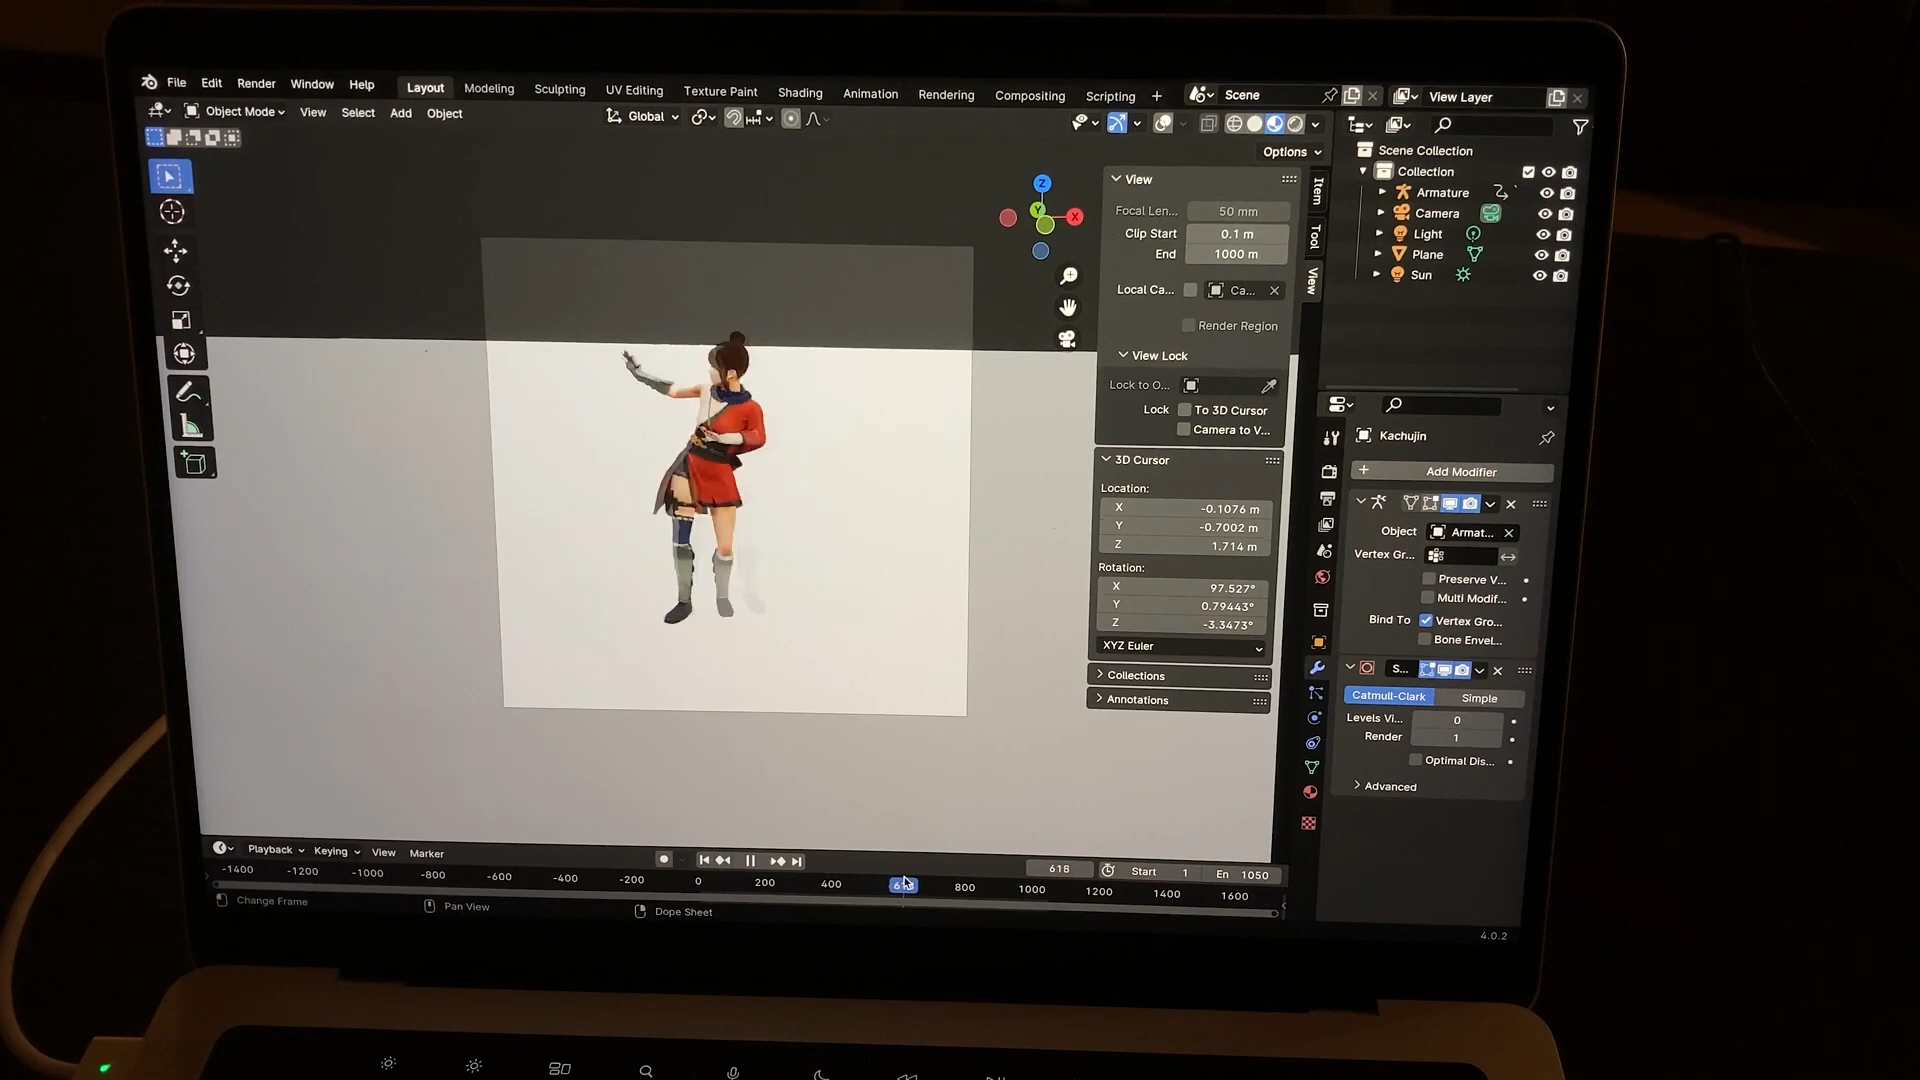 File Edit Render Window Help Layout Modeling Sculpting UV Editing Texture Paint Shading Animation Rendering Compositing Scripting + Scene View Layer
Object Mode View Select Add Object Global
Options
Z
Y
X
View
Focal Len... 50 mm
Clip Start 0.1 m
End 1000 m
Local Ca... Ca...
Render Region
View Lock
Lock to O...
Lock To 3D Cursor
Camera to V...
3D Cursor
Location:
X -0.1076 m
Y -0.7002 m
Z 1.714 m
Rotation:
X 97.527°
Y 0.79443°
Z -3.3473°
XYZ Euler
Collections
Annotations
Item
Tool
View
Scene Collection
Collection
Armature
Camera
Light
Plane
Sun
Kachujin
+ Add Modifier
Object Armat...
Vertex Gr...
Preserve V...
Multi Modif...
Bind To Vertex Gro...
Bone Envel...
S...
Catmull-Clark Simple
Levels Vi... 0
Render 1
Optimal Dis...
Advanced
Playback Keying View Marker
618 Start 1 En 1050
-1400 -1200 -1000 -800 -600 -400 -200 0 200 400 800 1000 1200 1400 1600
Change Frame Pan View Dope Sheet
4.0.2